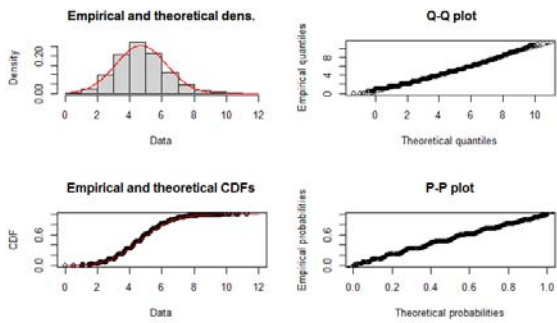 Empirical and theoretical dens.
Density
0.00 0.20
0 2 4 6 8 10 12
Data
Q-Q plot
Empirical quantiles
0 4 8
0 2 4 6 8 10
Theoretical quantiles
Empirical and theoretical CDFs
CDF
0.0 0.6
0 2 4 6 8 10 12
Data
P-P plot
Empirical probabilities
0.0 0.6
0.0 0.2 0.4 0.6 0.8 1.0
Theoretical probabilities